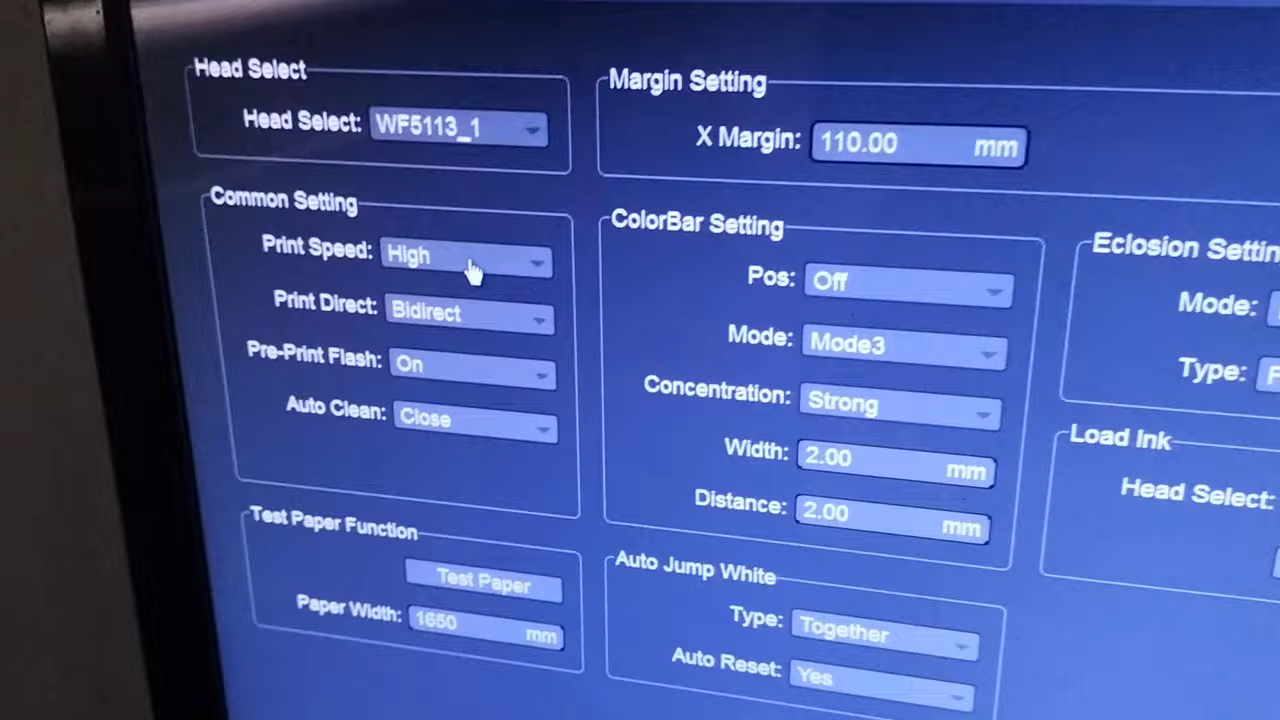 Head Select
Head Select: WF5113_1
Common Setting
Print Speed: High
Print Direct: Bidirect
Pre-Print Flash: On
Auto Clean: Close
Test Paper Function
Test Paper
Paper Width: 1650 mm
Margin Setting
X Margin: 110.00 mm
ColorBar Setting
Pos: Off
Mode: Mode3
Concentration: Strong
Width: 2.00 mm
Distance: 2.00 mm
Auto Jump White
Type: Together
Auto Reset: Yes
Eclosion Settin
Mode:
Type: F
Load Ink
Head Select: